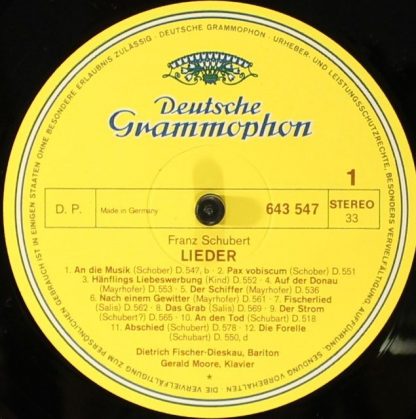 DEUTSCHE GRAMMOPHON · URHEBER- UND LEISTUNGSSCHUTZRECHTE, BESONDERS VERVIELFÄLTIGUNG, AUFFÜHRUNG, SENDUNG VORBEHALTEN · DIE VERVIELFÄLTIGUNG ZUM PERSÖNLICHEN GEBRAUCH IST IN EINIGEN STAATEN OHNE BESONDERE ERLAUBNIS ZULÄSSIG ·
Deutsche
Grammophon
1
D. P.
Made in Germany
643 547
STEREO
33
Franz Schubert
LIEDER
1. An die Musik (Schober) D.547, b · 2. Pax vobiscum (Schober) D.551
3. Hänflings Liebeswerbung (Kind) D.552 · 4. Auf der Donau
(Mayrhofer) D.553 · 5. Der Schiffer (Mayrhofer) D.536
6. Nach einem Gewitter (Mayrhofer) D.561 · 7. Fischerlied
(Salis) D.562 · 8. Das Grab (Salis) D.569 · 9. Der Strom
(Schubert?) D.565 · 10. An den Tod (Schubart) D.518
11. Abschied (Schubert) D.578 · 12. Die Forelle
(Schubart) D.550, d
Dietrich Fischer-Dieskau, Bariton
Gerald Moore, Klavier
*